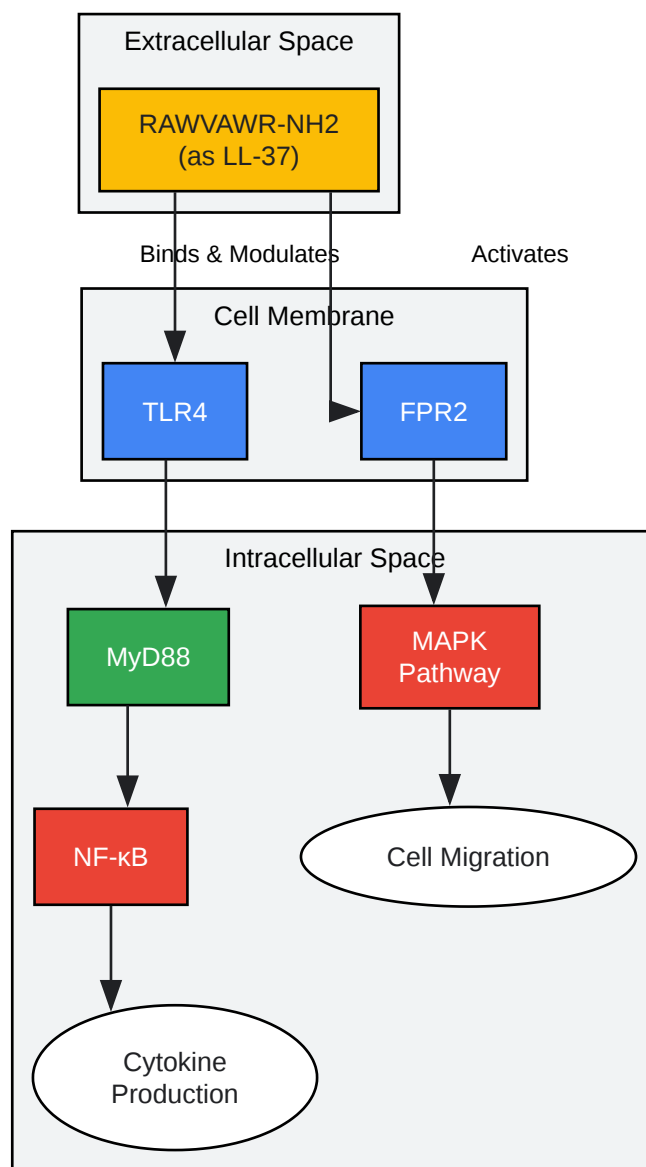 Extracellular Space
RAWVAWR-NH2
(as LL-37)
Binds & Modulates
Activates
Cell Membrane
TLR4
FPR2
Intracellular Space
MyD88
MAPK
Pathway
NF-κB
Cell Migration
Cytokine
Production